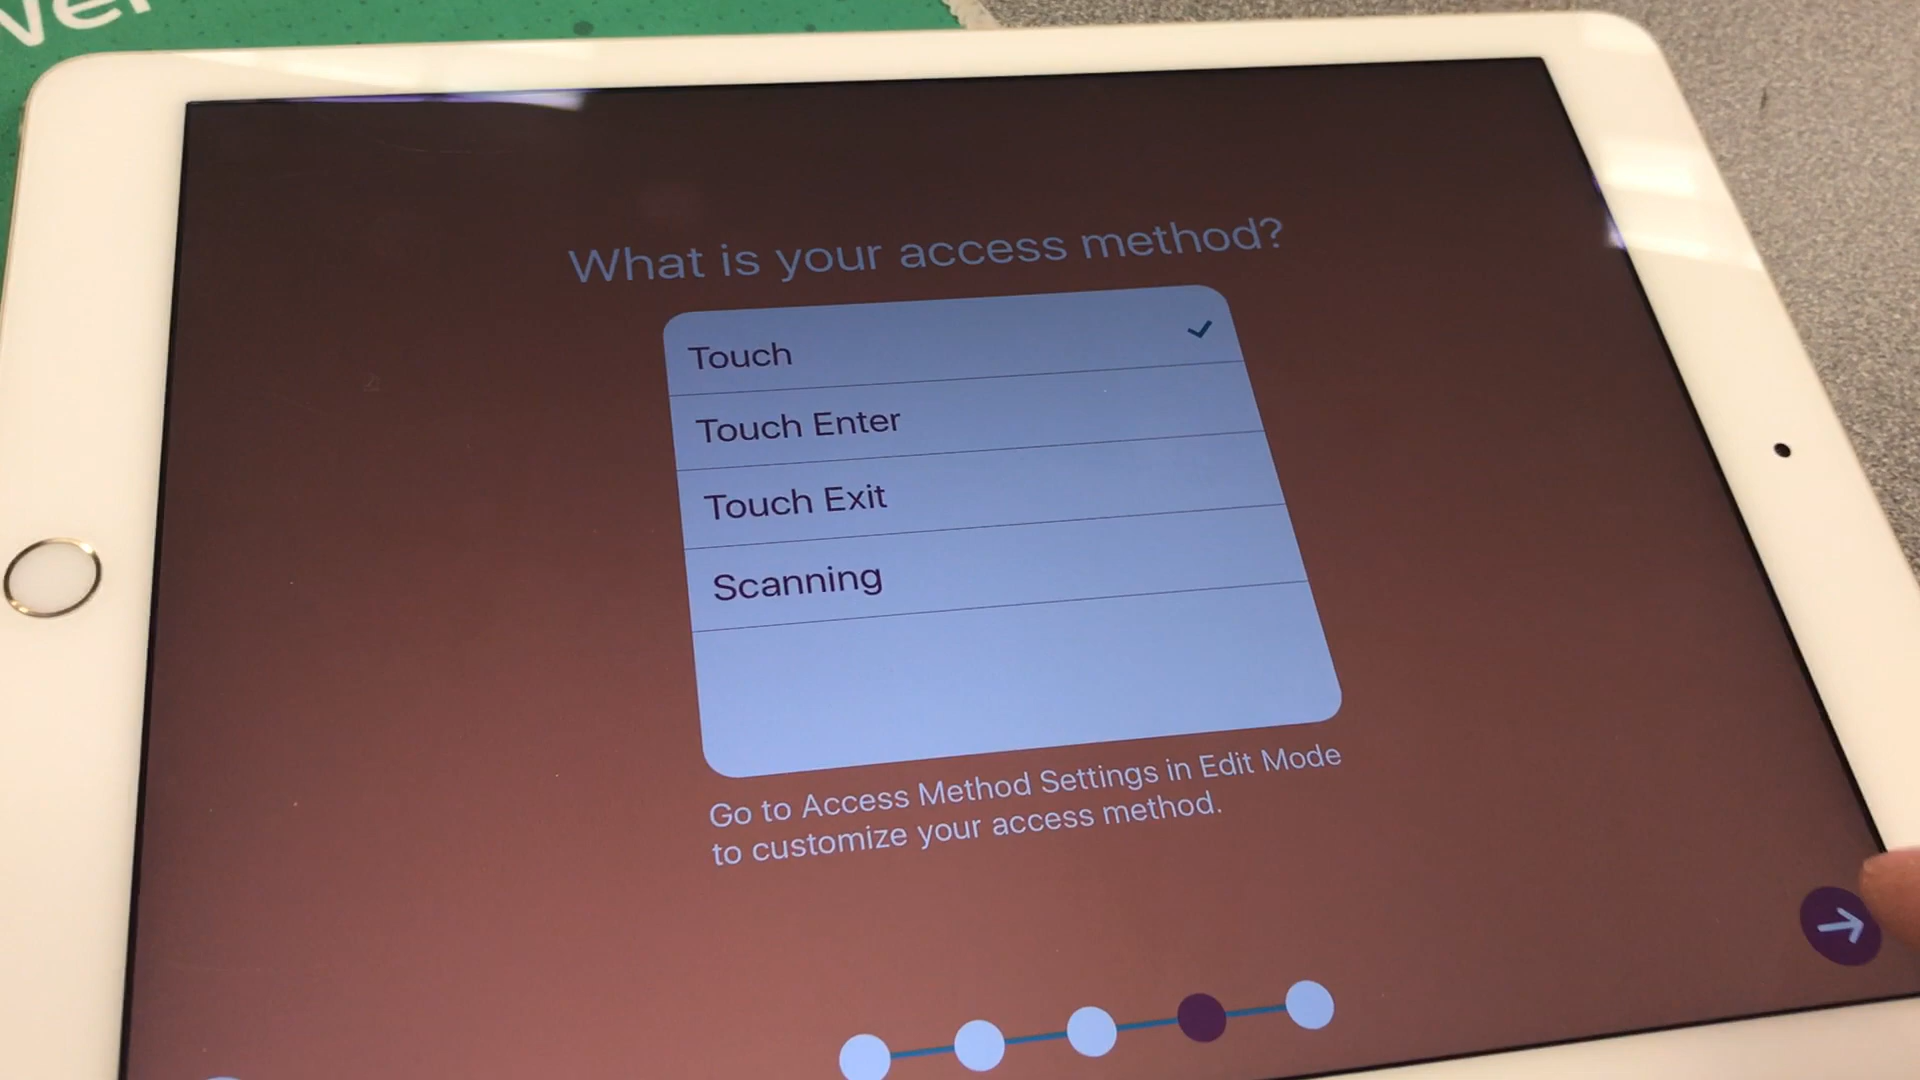 What is your access method?
Touch
Touch Enter
Touch Exit
Scanning
Go to Access Method Settings in Edit Mode
to customize your access method.